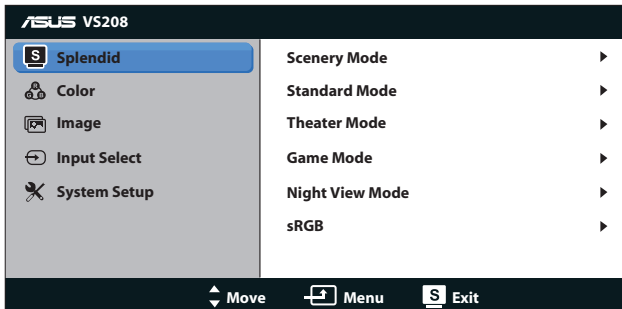 ASUS VS208
S Splendid
Color
Image
Input Select
System Setup
Scenery Mode
Standard Mode
Theater Mode
Game Mode
Night View Mode
sRGB
Move Menu S Exit